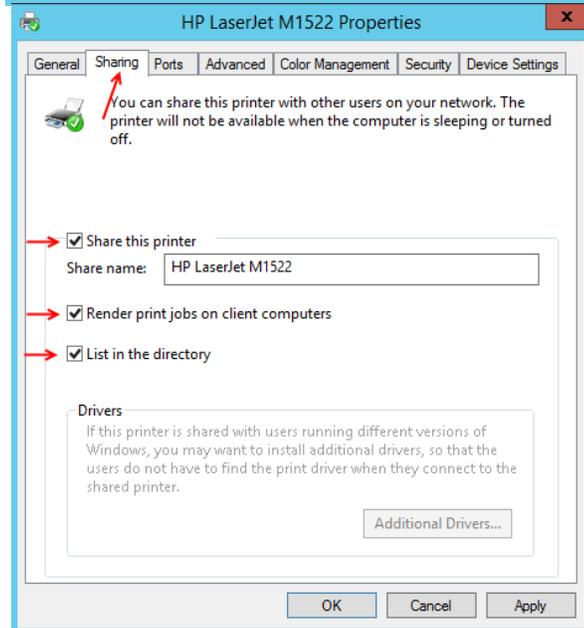 HP LaserJet M1522 Properties
x
General Sharing Ports Advanced Color Management Security Device Settings
You can share this printer with other users on your network. The
printer will not be available when the computer is sleeping or turned
off.
Share this printer
Share name: HP LaserJet M1522
Render print jobs on client computers
List in the directory
Drivers
If this printer is shared with users running different versions of
Windows, you may want to install additional drivers, so that the
users do not have to find the print driver when they connect to the
shared printer.
Additional Drivers...
OK Cancel Apply